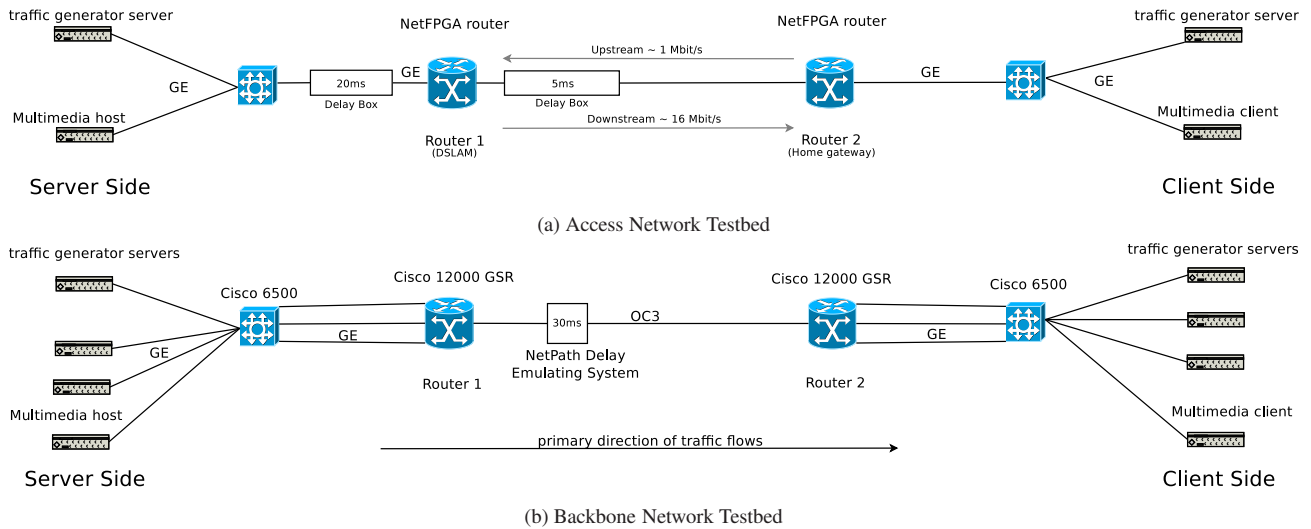 traffic generator server
NetFPGA router
NetFPGA router
traffic generator server
Upstream ~ 1 Mbit/s
GE
20ms
GE
5ms
GE
GE
Delay Box
Delay Box
Multimedia host
Downstream ~ 16 Mbit/s
Multimedia client
Router 1
(DSLAM)
Router 2
(Home gateway)
Server Side
Client Side
(a) Access Network Testbed
traffic generator servers
traffic generator servers
Cisco 6500
Cisco 12000 GSR
Cisco 12000 GSR
Cisco 6500
30ms
OC3
GE
GE
GE
NetPath Delay
Emulating System
Router 1
Router 2
Multimedia host
Multimedia client
primary direction of traffic flows
Server Side
Client Side
(b) Backbone Network Testbed